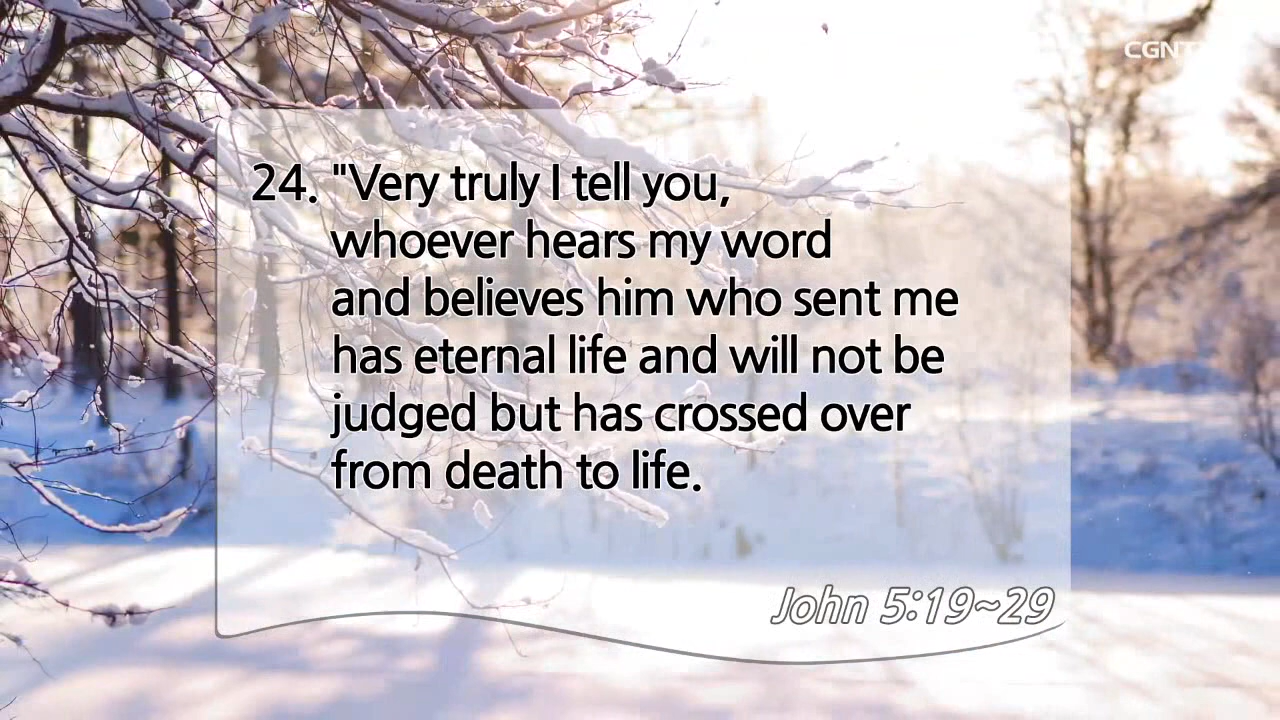 CGNT
24. "Very truly I tell you,
whoever hears my word
and believes him who sent me
has eternal life and will not be
judged but has crossed over
from death to life.
John 5:19~29